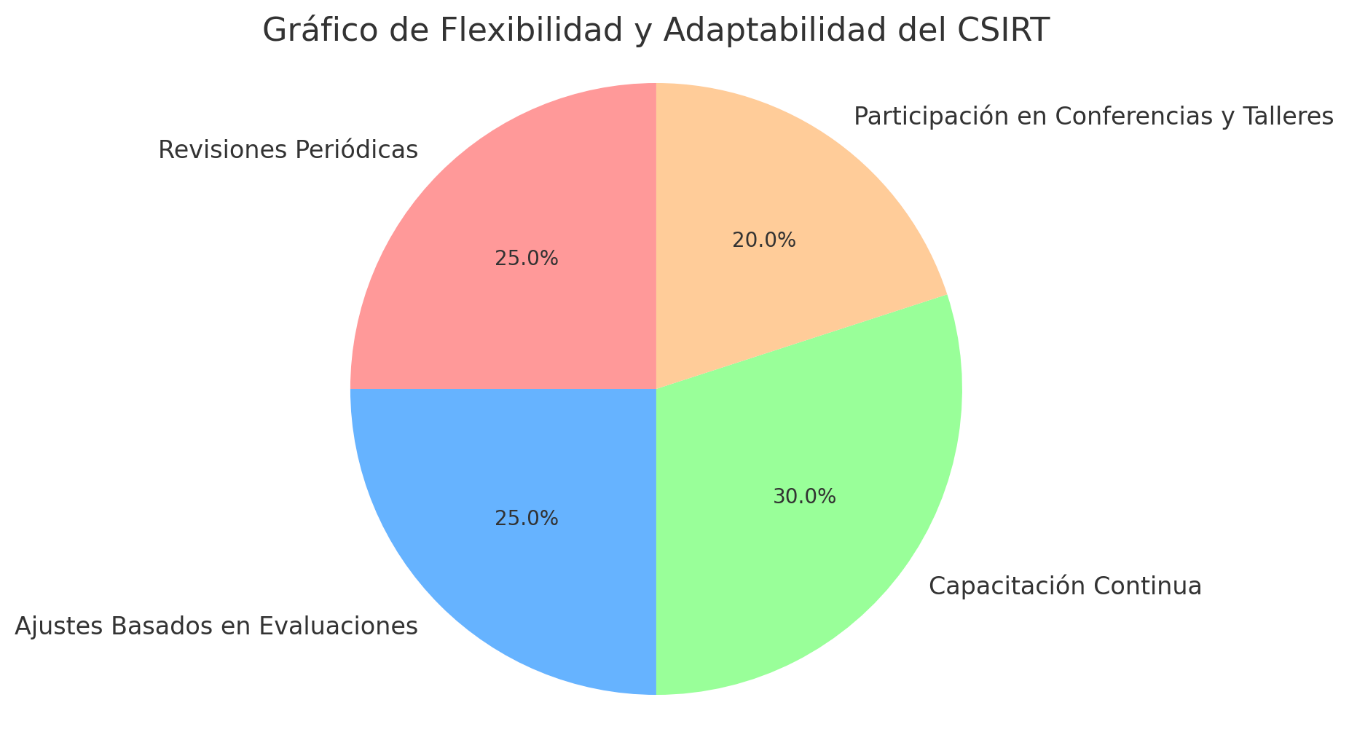 Gráfico de Flexibilidad y Adaptabilidad del CSIRT
Participación en Conferencias y Talleres
Revisiones Periódicas
20.0%
25.0%
30.0%
25.0%
Capacitación Continua
Ajustes Basados en Evaluaciones